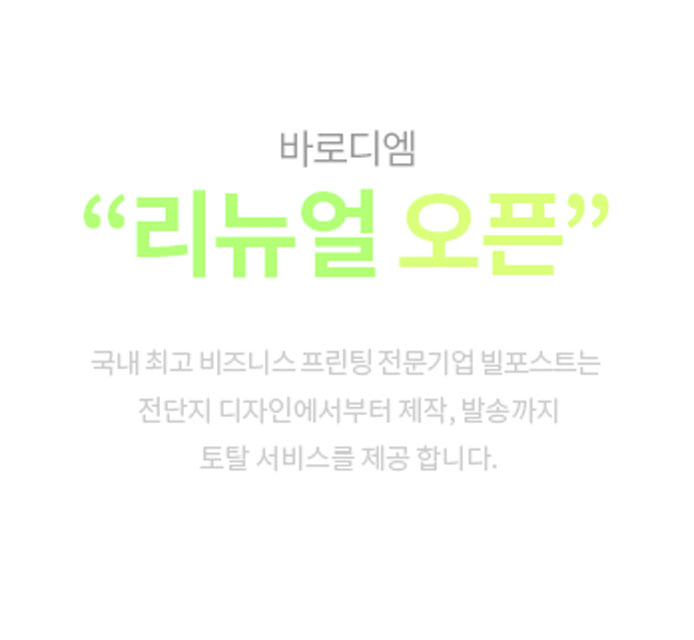 바로디엠
“리뉴얼 오픈”
국내 최고 비즈니스 프린팅 전문기업 빌포스트는
전단지 디자인에서부터 제작, 발송까지
토탈 서비스를 제공 합니다.